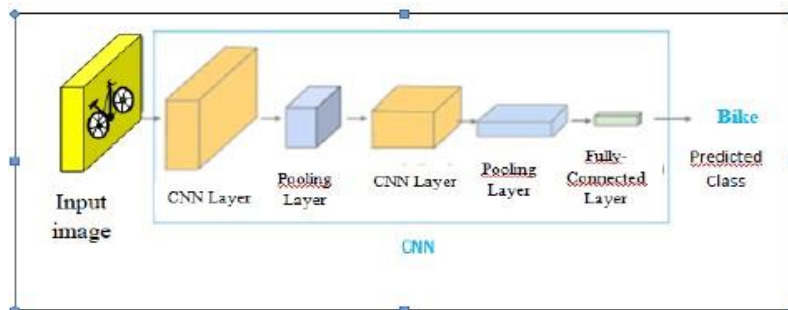 Input
image
CNN Layer
Pooling
Layer
CNN Layer
Pooling
Layer
Fully-
Connected
Layer
Bike
Predicted
Class
CNN